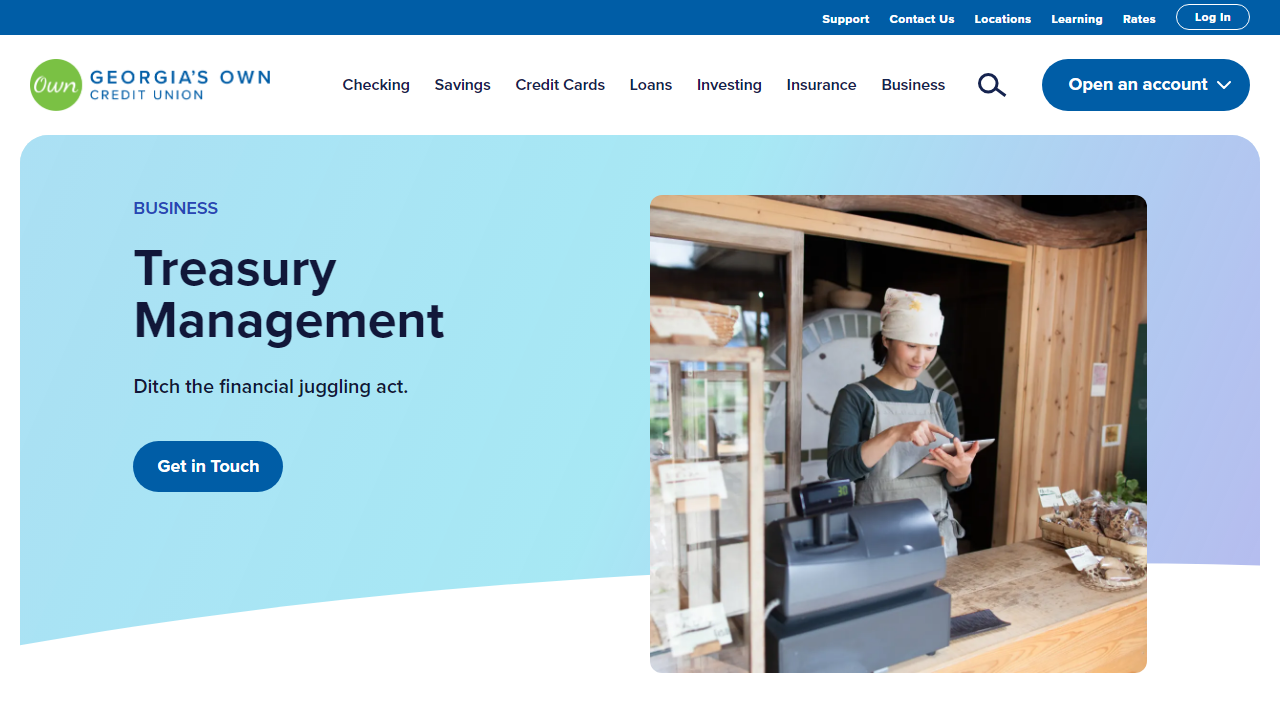 Support Contact Us Locations Learning Rates Log In
Own GEORGIA'S OWN
CREDIT UNION
Checking Savings Credit Cards Loans Investing Insurance Business Open an account
BUSINESS
Treasury
Management
Ditch the financial juggling act.
Get in Touch